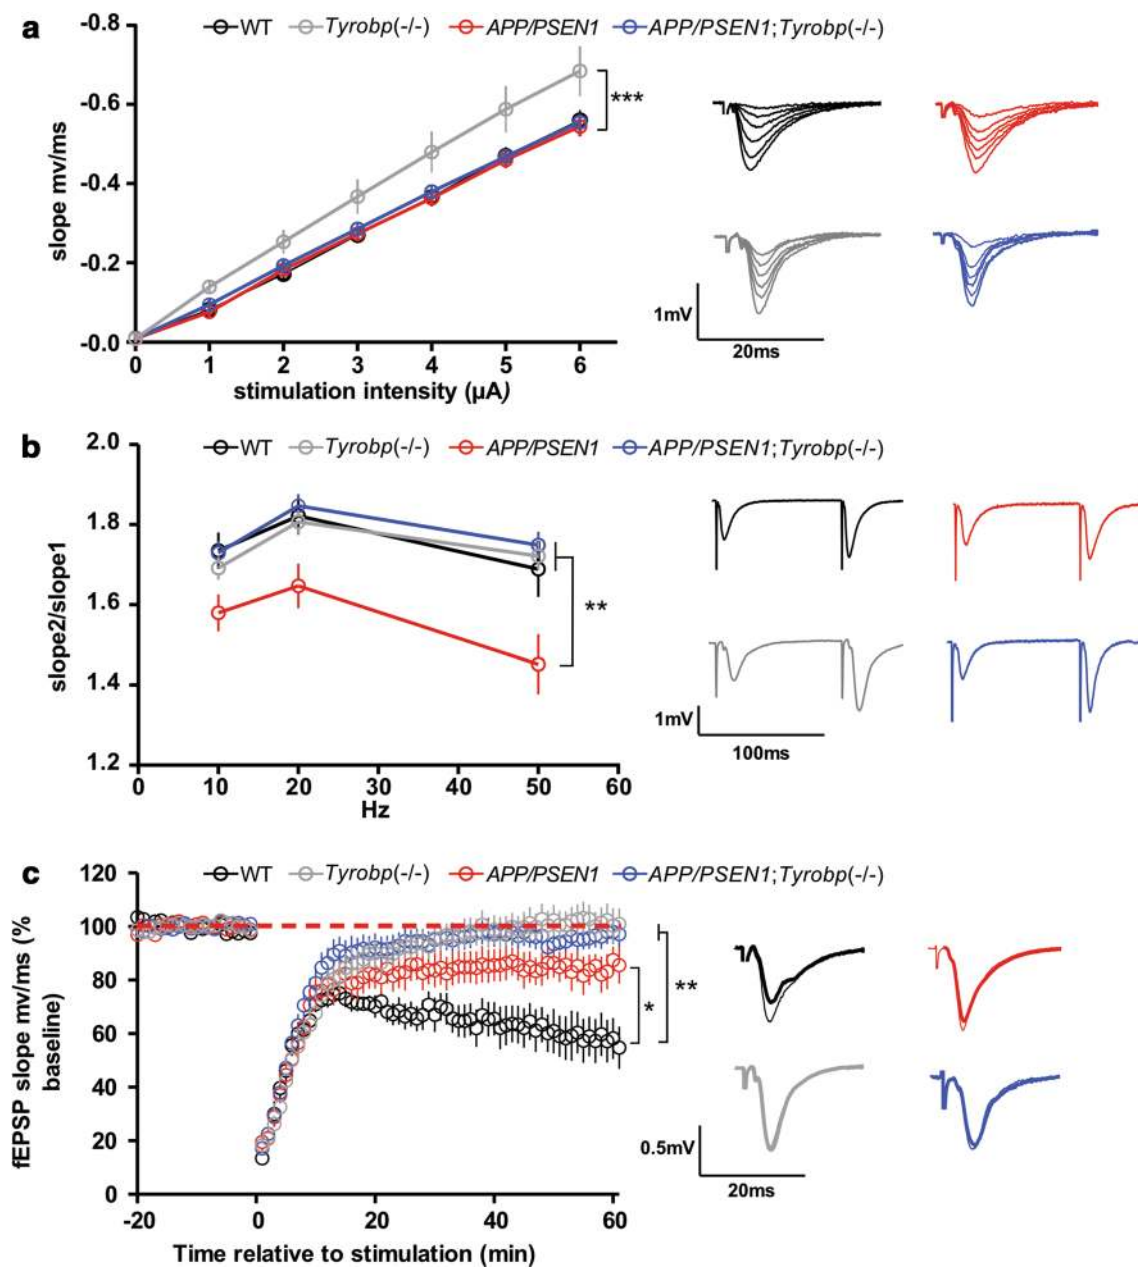 a
WT Tyrobp(-/-) APP/PSEN1 APP/PSEN1;Tyrobp(-/-)
slope mv/ms
-0.8
-0.6
-0.4
-0.2
-0.0
***
0 1 2 3 4 5 6
stimulation intensity (µA)
1mV
20ms
b
WT Tyrobp(-/-) APP/PSEN1 APP/PSEN1;Tyrobp(-/-)
slope2/slope1
2.0
1.8
1.6
1.4
1.2
**
0 10 20 30 40 50 60
Hz
1mV
100ms
c
WT Tyrobp(-/-) APP/PSEN1 APP/PSEN1;Tyrobp(-/-)
fEPSP slope mv/ms (%
baseline)
120
100
80
60
40
20
0
* **
-20 0 20 40 60
Time relative to stimulation (min)
0.5mV
20ms